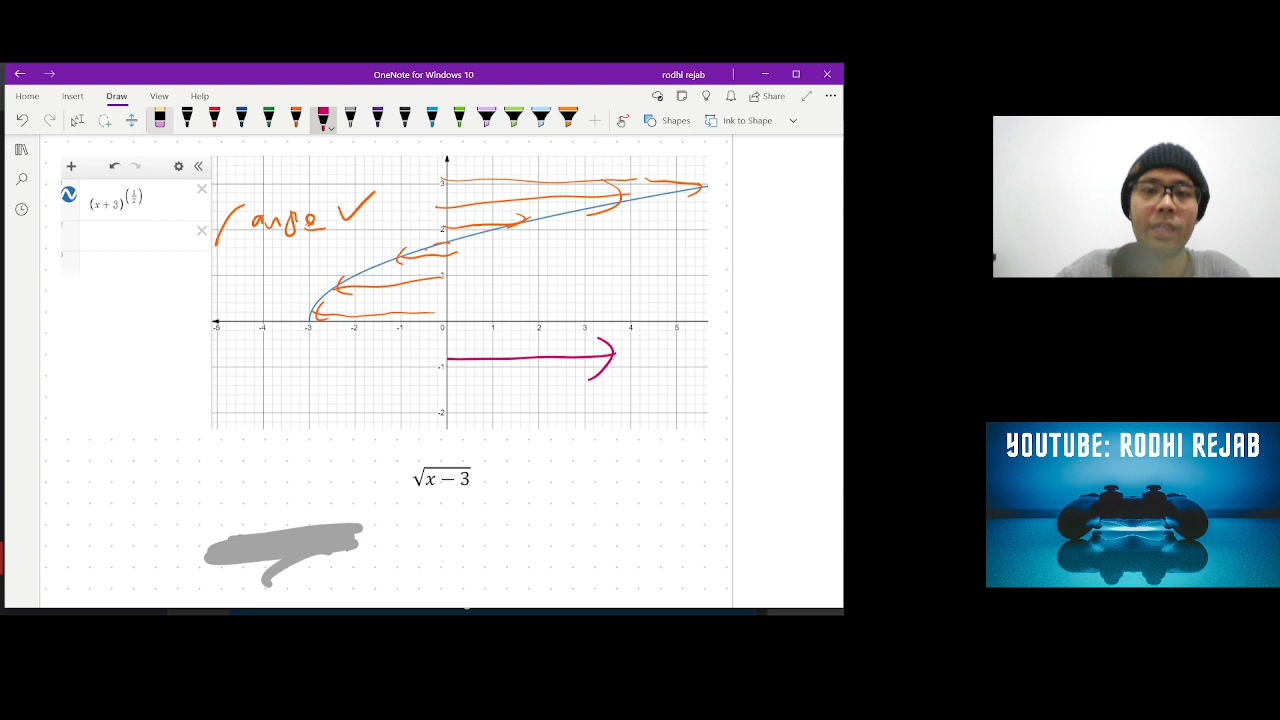 OneNote for Windows 10
rodhi rejab
Home Insert Draw View Help
Share
Shapes
Ink to Shape
(x + 3)^(1/2)
range ✓
3
2
1
-5 -4 -3 -2 -1 0 1 2 3 4 5
-1
-2
√x − 3
YOUTUBE: RODHI REJAB